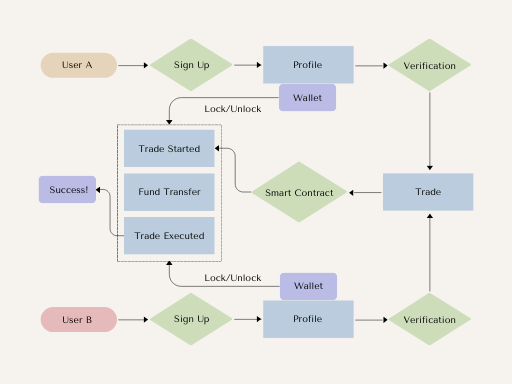 User A
Sign Up
Profile
Verification
Wallet
Lock/Unlock
Trade Started
Fund Transfer
Trade Executed
Success!
Smart Contract
Trade
Lock/Unlock
Wallet
User B
Sign Up
Profile
Verification